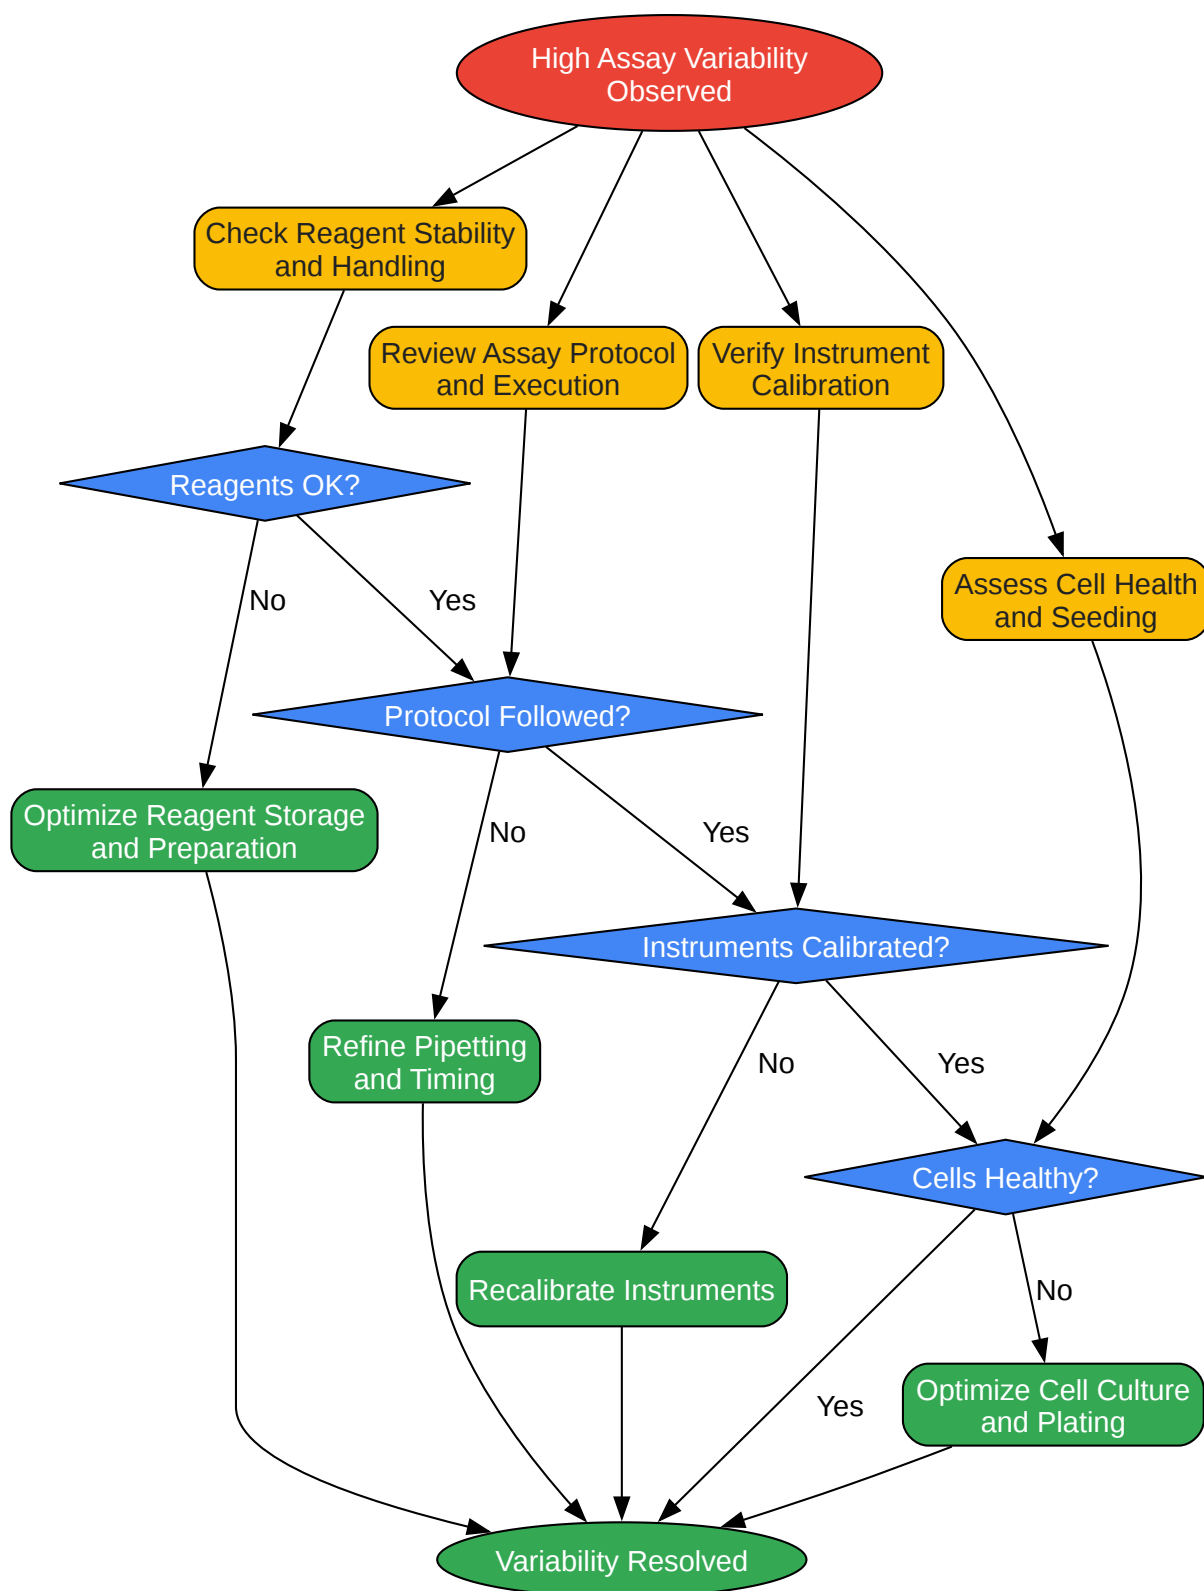 High Assay Variability
Observed
Check Reagent Stability
and Handling
Review Assay Protocol
and Execution
Verify Instrument
Calibration
Reagents OK?
Assess Cell Health
and Seeding
No
Yes
Protocol Followed?
Optimize Reagent Storage
and Preparation
No
Yes
Instruments Calibrated?
Refine Pipetting
and Timing
No
Yes
Cells Healthy?
Recalibrate Instruments
No
Optimize Cell Culture
and Plating
Yes
Variability Resolved